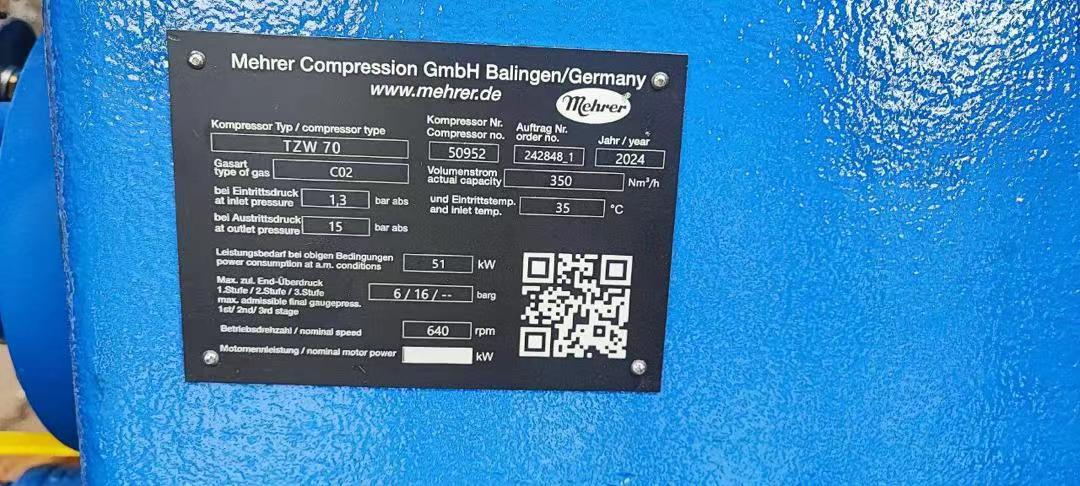 Mehrer Compression GmbH Balingen/Germany
www.mehrer.de
Mehrer
Kompressor Typ / compressor type
TZW 70
Kompressor Nr.
Compressor no.
50952
Auftrag Nr.
order no.
242848_1
Jahr / year
2024
Gasart
type of gas
C02
Volumenstrom
actual capacity
350 Nm³/h
bei Eintrittsdruck
at inlet pressure
1,3 bar abs
und Eintrittstemp.
and inlet temp.
35 °C
bei Austrittsdruck
at outlet pressure
15 bar abs
Leistungsbedarf bei obigen Bedingungen
power consumption at a.m. conditions
51 kW
Max. zul. End-Überdruck
1.Stufe / 2.Stufe / 3.Stufe
max. admissible final gaugepress.
1st/ 2nd/ 3rd stage
6 / 16 / -- barg
Betriebsdrehzahl / nominal speed
640 rpm
Motornennleistung / nominal motor power
kW